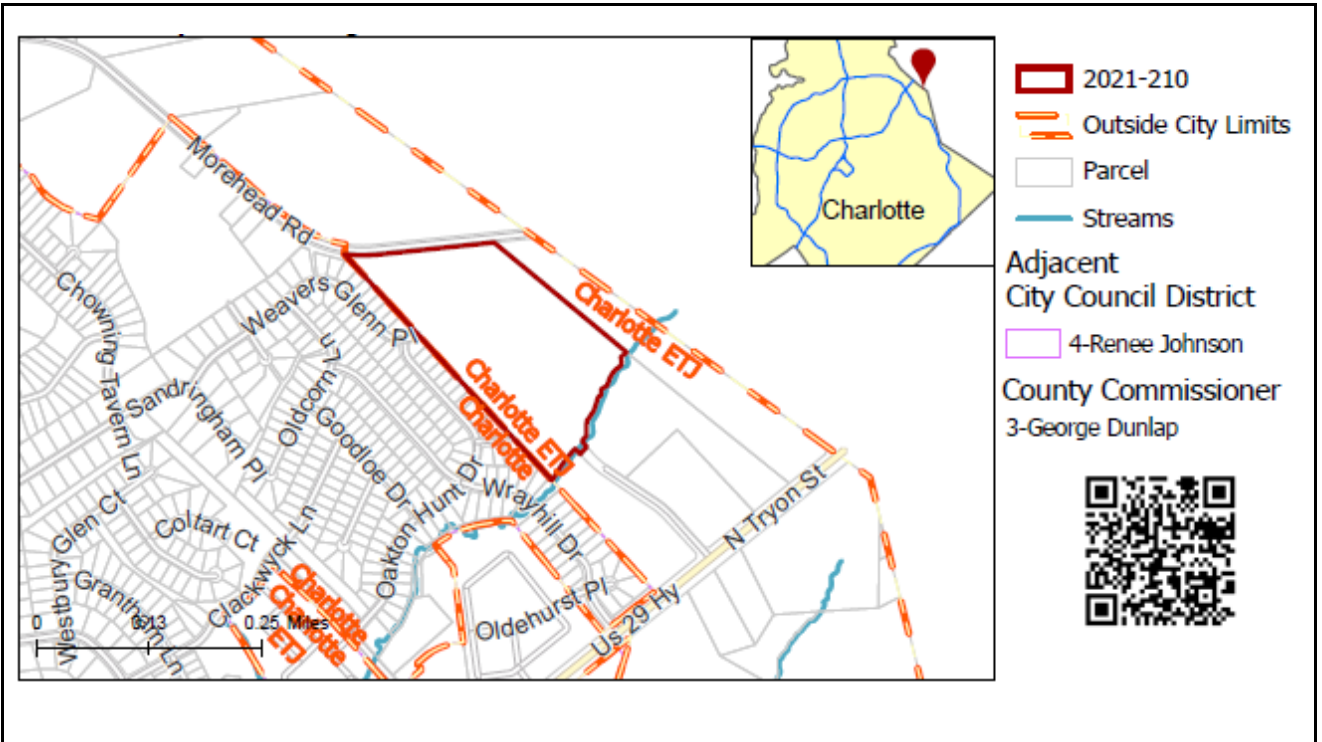 Morehead Rd
Chowning Tavern Ln
Weavers Glenn Pl
Sandringham Pl
Oldcorn Ln
Goodloe Dr
Oakton Hunt Dr
Wrayhill Dr
Westbury Glen Ct
Coltart Ct
Grantham Ln
Clackwyck Ln
Oldehurst Pl
Us 29 Hy
N Tryon St
Charlotte ETJ
Charlotte ETJ
Charlotte
Charlotte
Charlotte
ETJ
0
0.25 Miles
Charlotte
2021-210
Outside City Limits
Parcel
Streams
Adjacent
City Council District
4-Renee Johnson
County Commissioner
3-George Dunlap